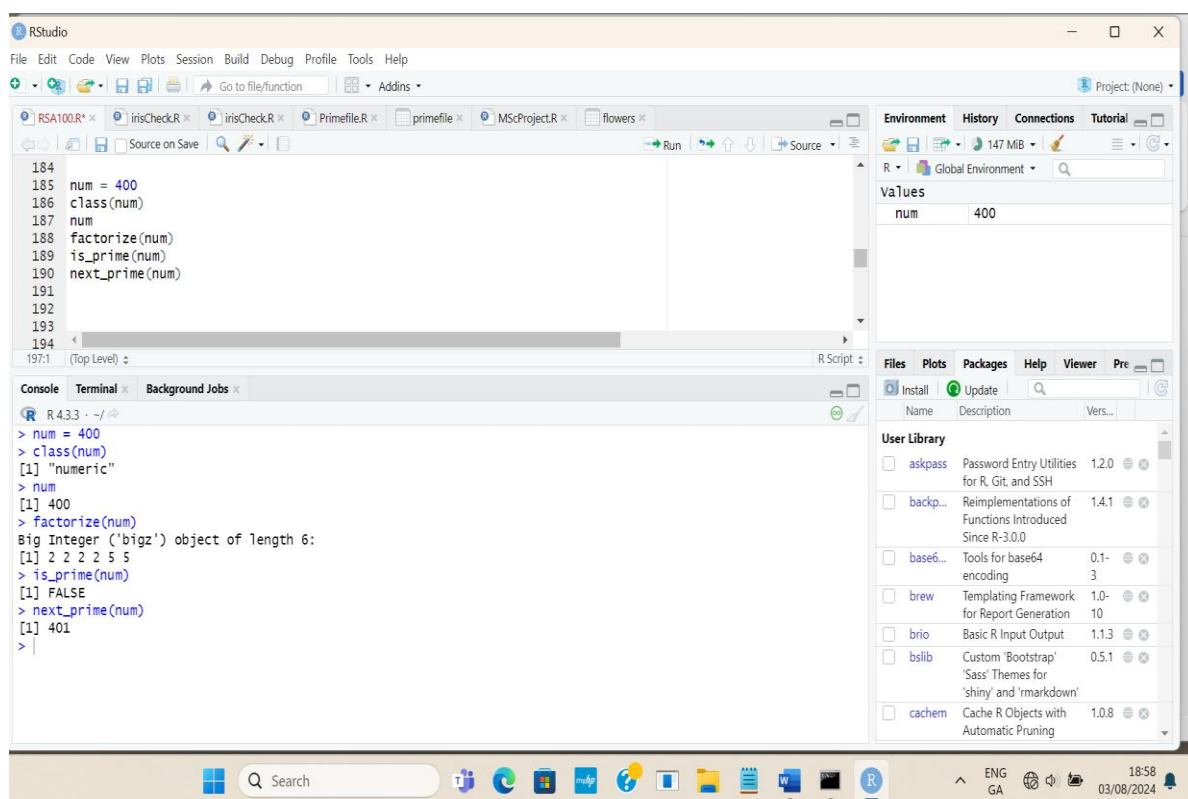 RStudio
File Edit Code View Plots Session Build Debug Profile Tools Help
Go to file/function Addins Project: (None)
RSA100.R* irisCheck.R irisCheck.R Primefile.R primefile MScProject.R flowers
Source on Save Run Source
184
185 num = 400
186 class(num)
187 num
188 factorize(num)
189 is_prime(num)
190 next_prime(num)
191
192
193
194
197:1 (Top Level) R Script
Console Terminal Background Jobs
R 4.3.3 · ~/
> num = 400
> class(num)
[1] "numeric"
> num
[1] 400
> factorize(num)
Big Integer ('bigz') object of length 6:
[1] 2 2 2 2 5 5
> is_prime(num)
[1] FALSE
> next_prime(num)
[1] 401
>
Environment History Connections Tutorial
147 MiB
R Global Environment
Values
num 400
Files Plots Packages Help Viewer Pre
Install Update
Name Description Vers...
User Library
askpass Password Entry Utilities 1.2.0
for R, Git, and SSH
backp... Reimplementations of 1.4.1
Functions Introduced
Since R-3.0.0
base6... Tools for base64 0.1-
encoding 3
brew Templating Framework 1.0-
for Report Generation 10
brio Basic R Input Output 1.1.3
bslib Custom 'Bootstrap' 0.5.1
'Sass' Themes for
'shiny' and 'rmarkdown'
cachem Cache R Objects with 1.0.8
Automatic Pruning
Search
myhp
ENG 18:58
GA 03/08/2024